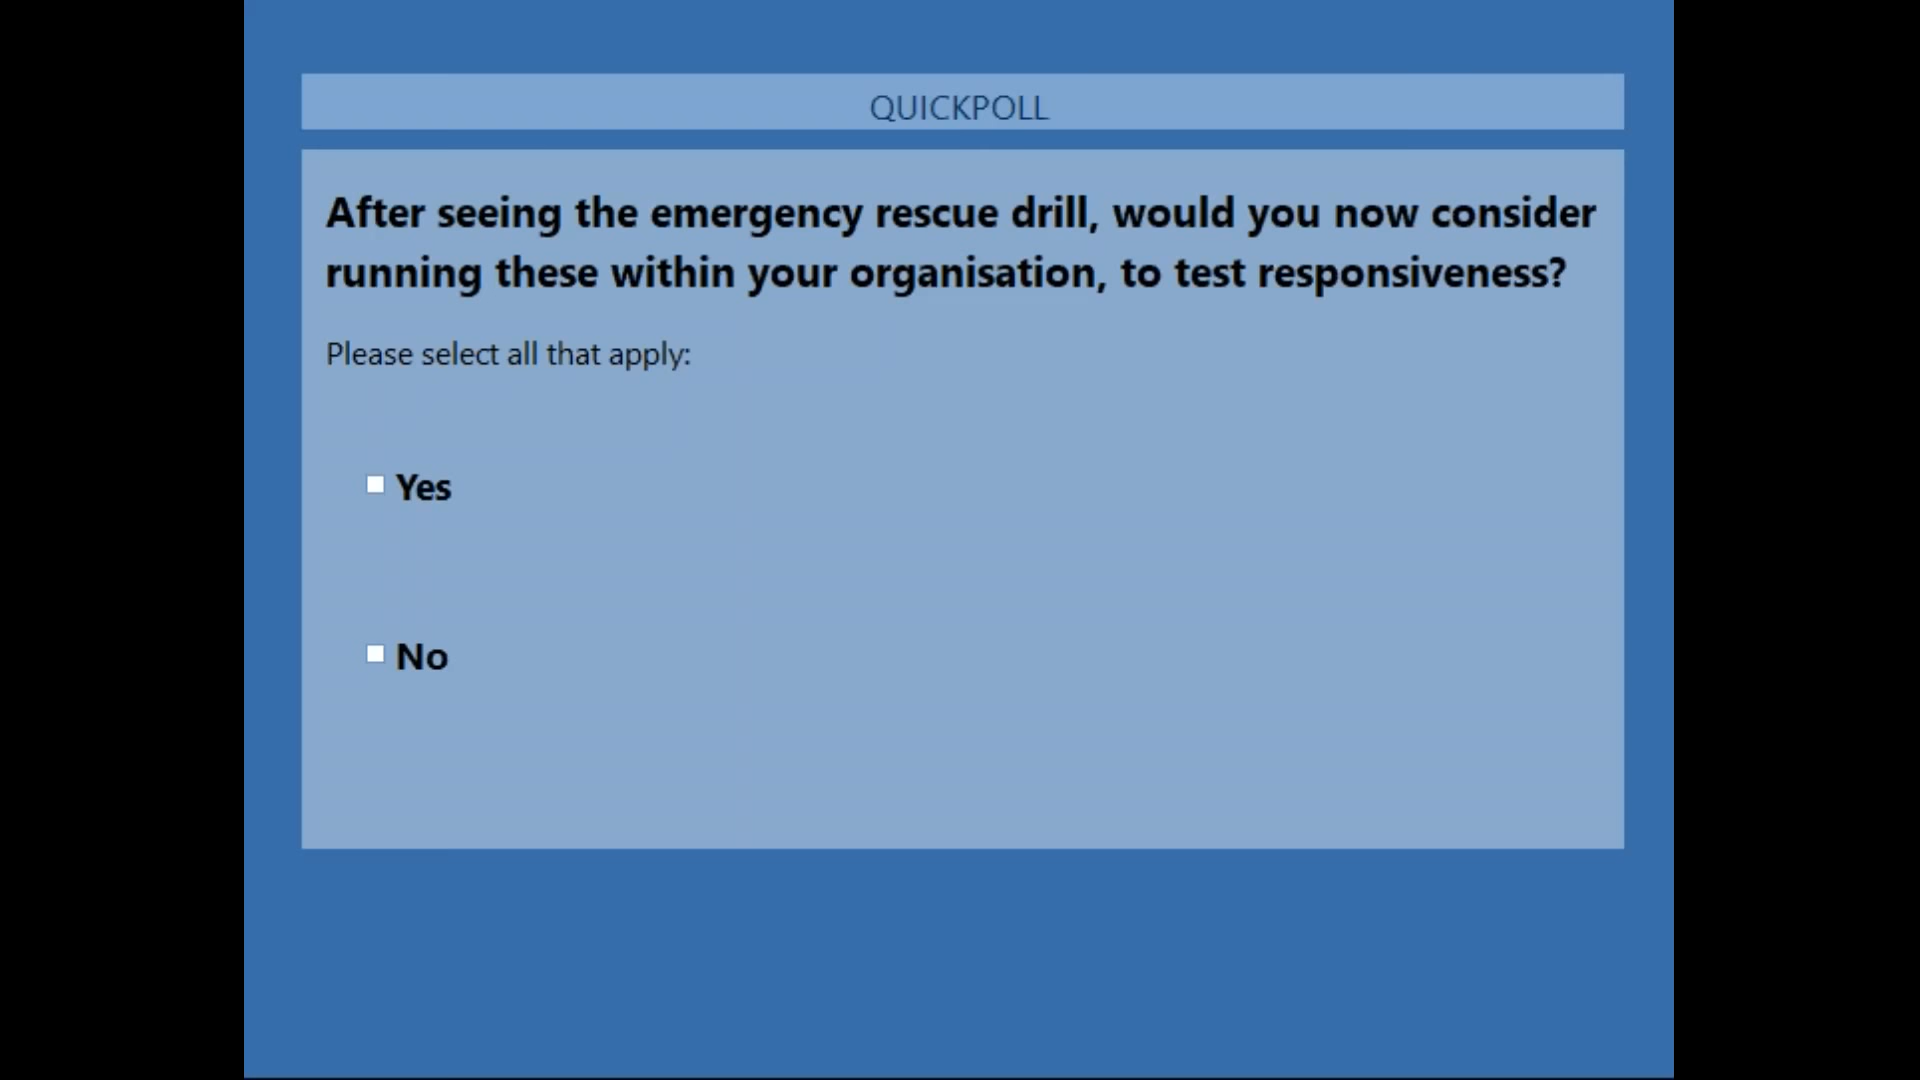 QUICKPOLL
After seeing the emergency rescue drill, would you now consider
running these within your organisation, to test responsiveness?
Please select all that apply:
Yes
No